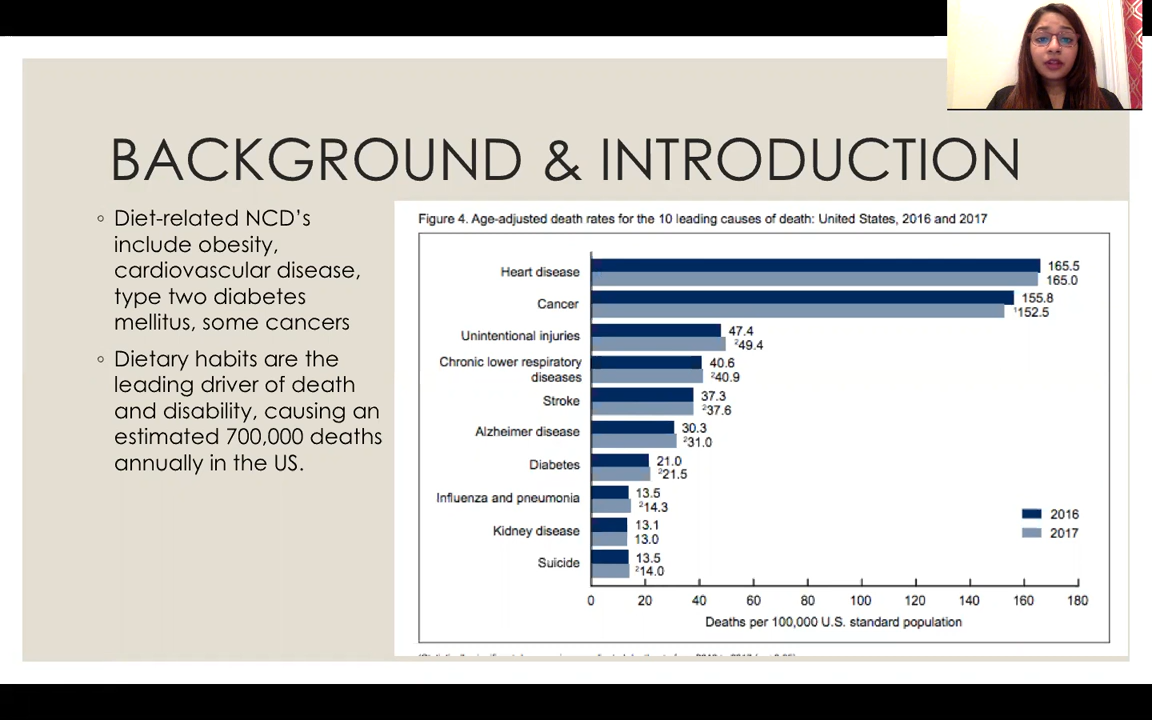 BACKGROUND & INTRODUCTION
◦ Diet-related NCD's
include obesity,
cardiovascular disease,
type two diabetes
mellitus, some cancers
◦ Dietary habits are the
leading driver of death
and disability, causing an
estimated 700,000 deaths
annually in the US.
Figure 4. Age-adjusted death rates for the 10 leading causes of death: United States, 2016 and 2017
Heart disease
165.5
165.0
Cancer
155.8
¹152.5
Unintentional injuries
47.4
²49.4
Chronic lower respiratory
diseases
40.6
²40.9
Stroke
37.3
²37.6
Alzheimer disease
30.3
²31.0
Diabetes
21.0
²21.5
Influenza and pneumonia
13.5
²14.3
Kidney disease
13.1
13.0
Suicide
13.5
²14.0
2016
2017
0 20 40 60 80 100 120 140 160 180
Deaths per 100,000 U.S. standard population